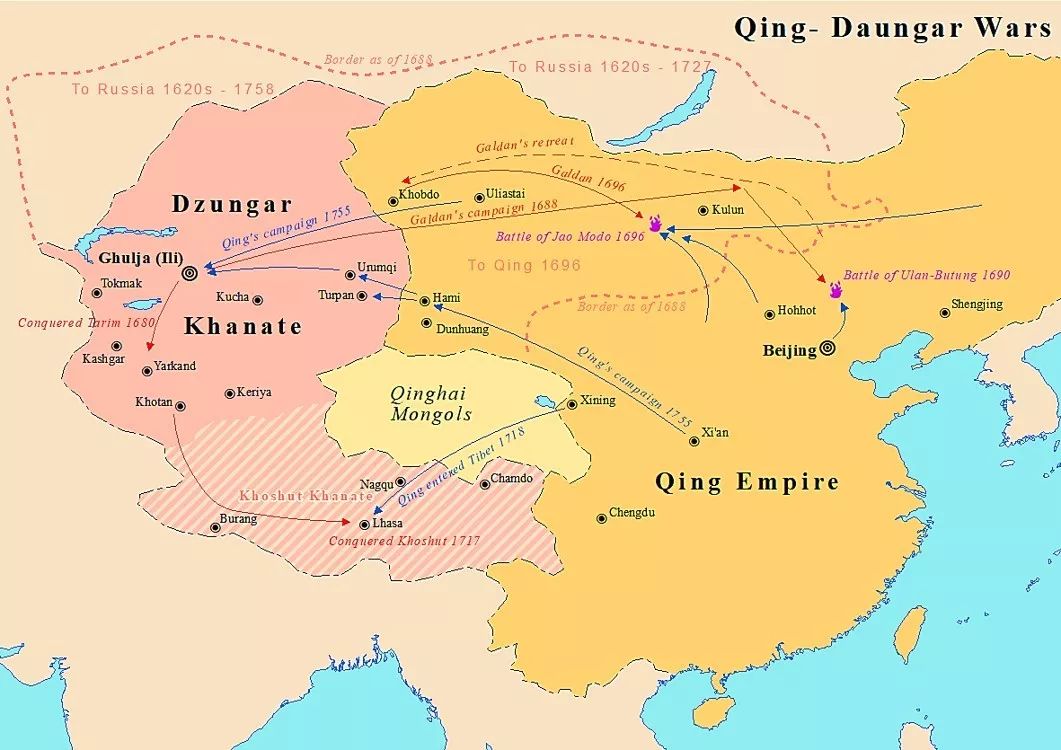 Qing- Daungar Wars
Border as of 1688
To Russia 1620s - 1727
To Russia 1620s - 1758
Galdan's retreat
Galdan 1696
Khobdo
Uliastai
Dzungar
Galdan's campaign 1688
Qing's campaign 1755
Kulun
Battle of Jao Modo 1696
Ghulja (Ili)
To Qing 1696
Urumqi
Battle of Ulan-Butung 1690
Tokmak
Kucha
Turpan
Hami
Border as of 1688
Shengjing
Hohhot
Conquered Tarim 1680
Khanate
Dunhuang
Beijing
Kashgar
Yarkand
Qing's campaign 1755
Keriya
Qinghai
Mongols
Khotan
Xining
Xi'an
Qing entered Tibet 1718
Nagqu
Chamdo
Qing Empire
Khoshut Khanate
Chengdu
Burang
Lhasa
Conquered Khoshut 1717